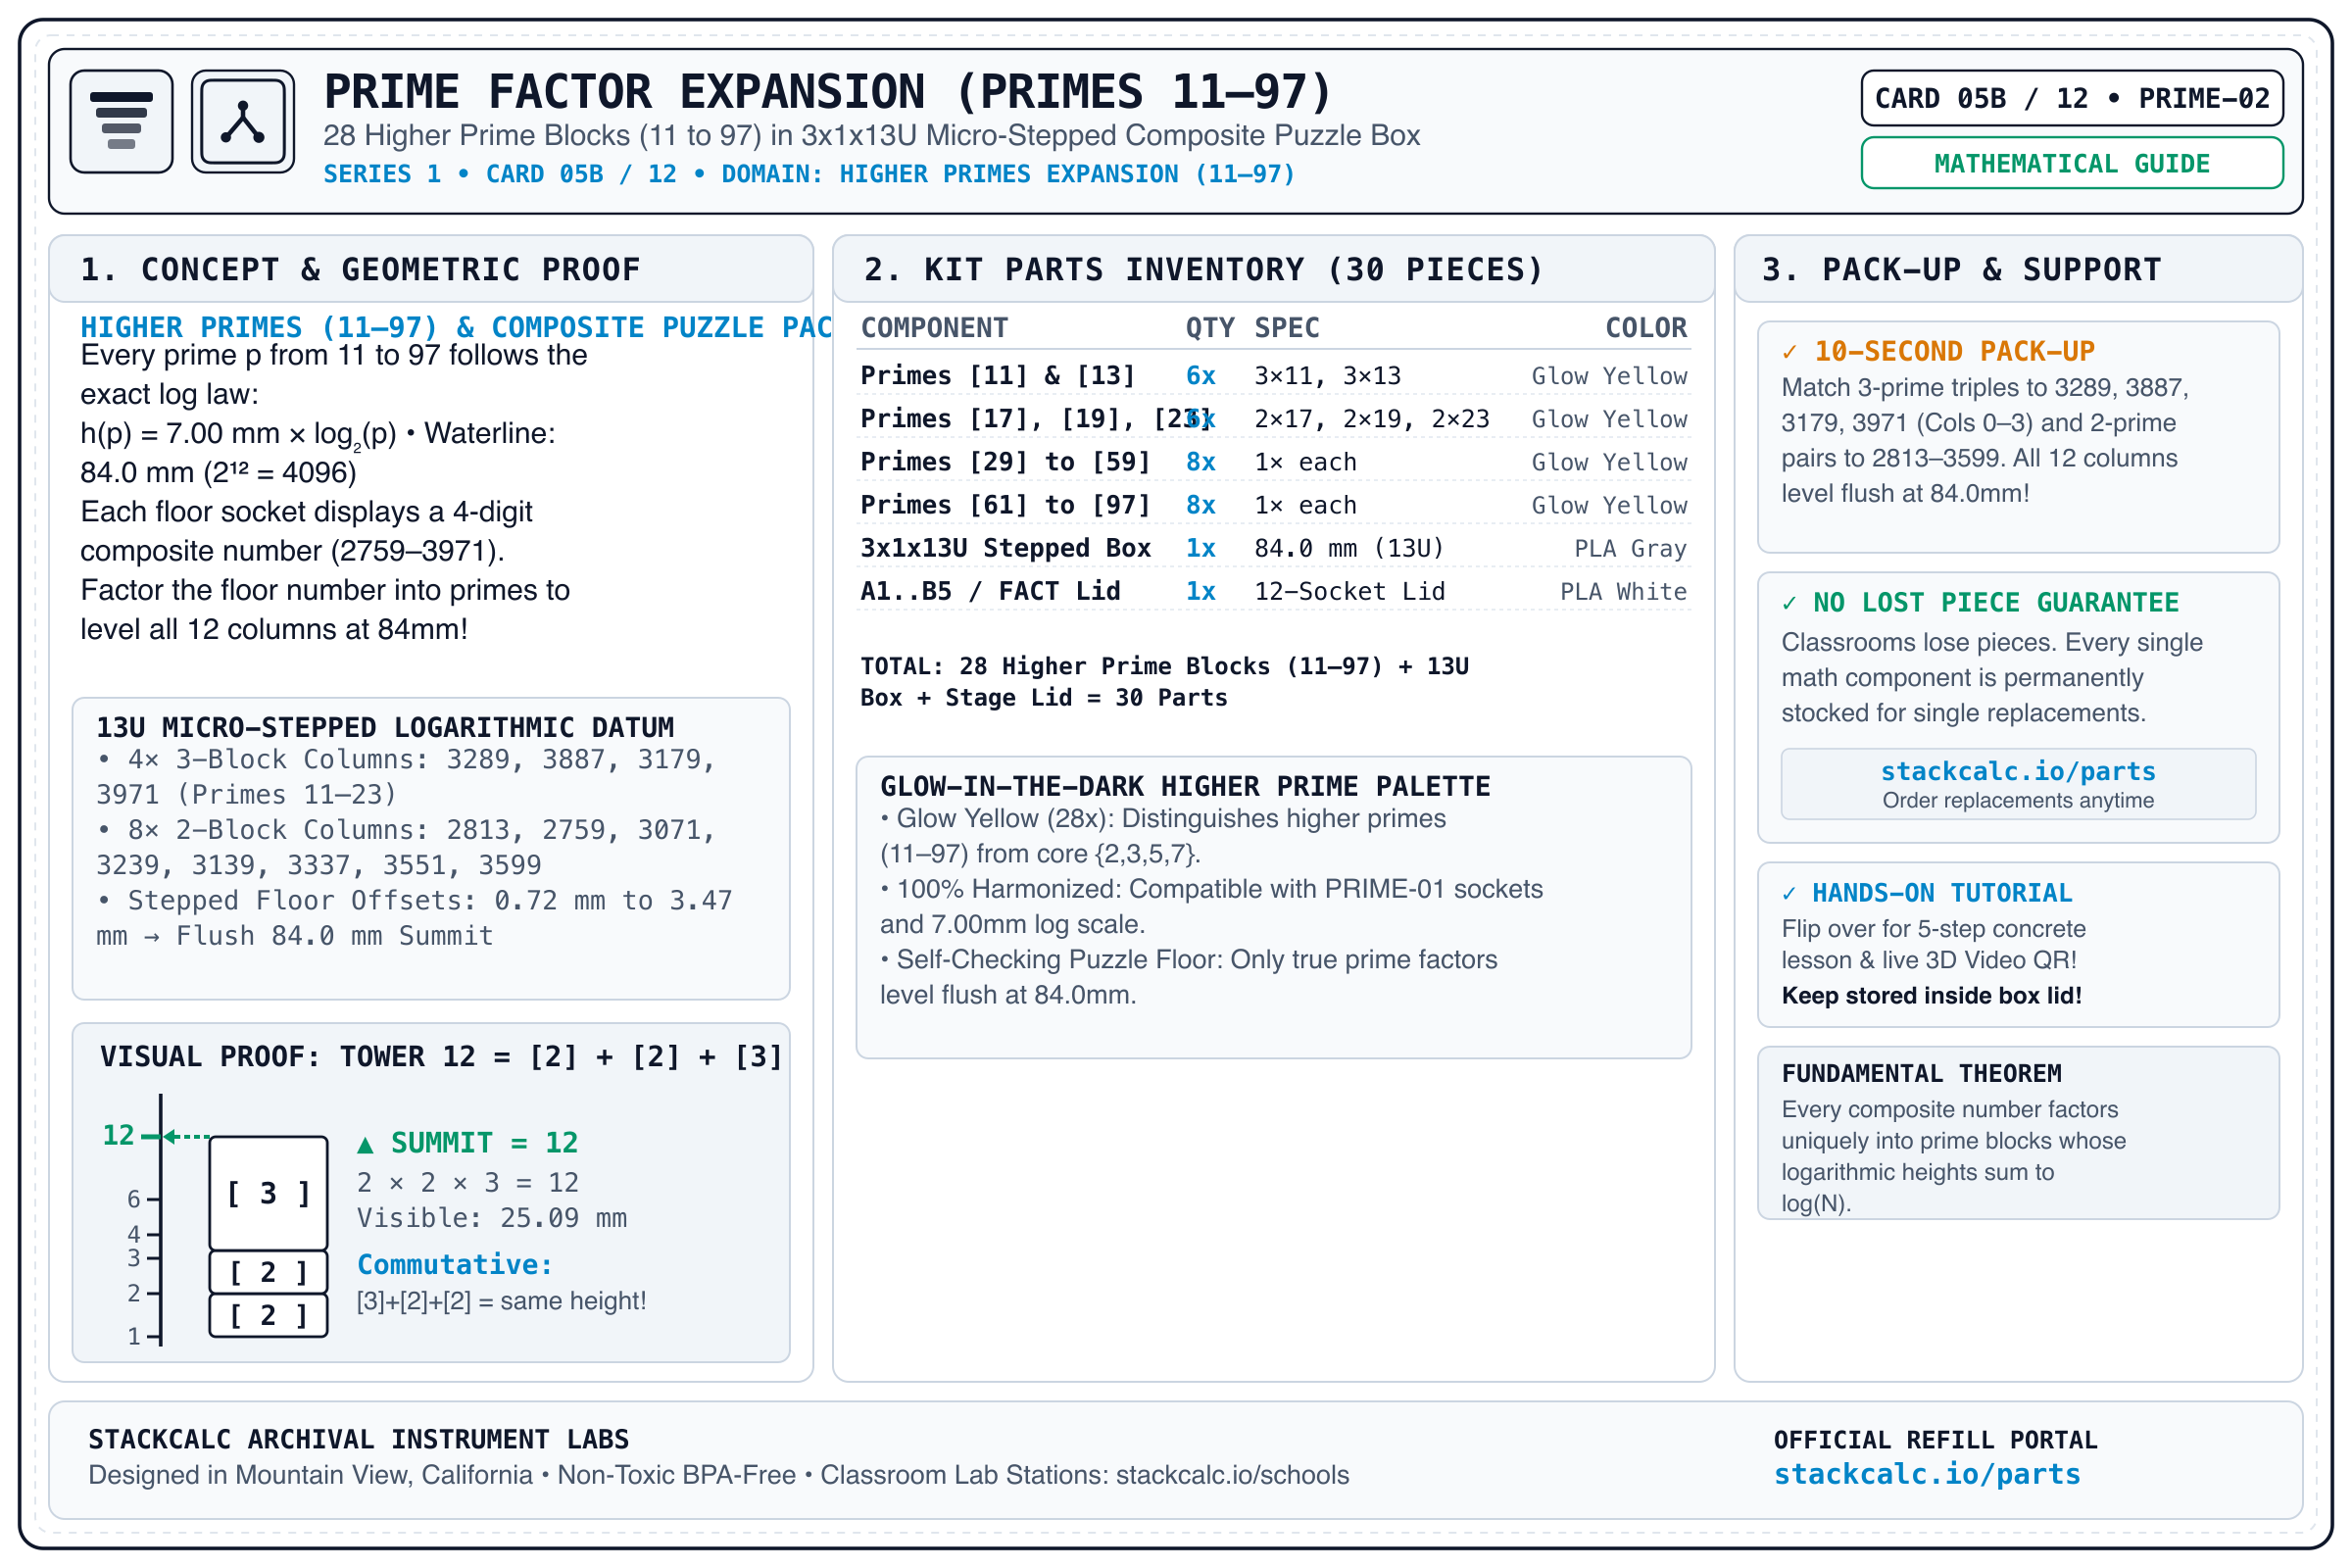 PRIME FACTOR EXPANSION (PRIMES 11–97)
28 Higher Prime Blocks (11 to 97) in 3x1x13U Micro-Stepped Composite Puzzle Box
SERIES 1 • CARD 05B / 12 • DOMAIN: HIGHER PRIMES EXPANSION (11–97)
CARD 05B / 12 • PRIME–02
MATHEMATICAL GUIDE
1. CONCEPT & GEOMETRIC PROOF
HIGHER PRIMES (11–97) & COMPOSITE PUZZLE PAC
Every prime p from 11 to 97 follows the
exact log law:
h(p) = 7.00 mm × log₂(p) • Waterline:
84.0 mm (2¹² = 4096)
Each floor socket displays a 4-digit
composite number (2759–3971).
Factor the floor number into primes to
level all 12 columns at 84mm!
13U MICRO–STEPPED LOGARITHMIC DATUM
• 4× 3–Block Columns: 3289, 3887, 3179,
3971 (Primes 11–23)
• 8× 2–Block Columns: 2813, 2759, 3071,
3239, 3139, 3337, 3551, 3599
• Stepped Floor Offsets: 0.72 mm to 3.47
mm → Flush 84.0 mm Summit
VISUAL PROOF: TOWER 12 = [2] + [2] + [3]
12
6
4
3
2
1
[ 3 ]
[ 2 ]
[ 2 ]
▲ SUMMIT = 12
2 × 2 × 3 = 12
Visible: 25.09 mm
Commutative:
[3]+[2]+[2] = same height!
2. KIT PARTS INVENTORY (30 PIECES)
COMPONENT QTY SPEC COLOR
Primes [11] & [13] 6x 3×11, 3×13 Glow Yellow
Primes [17], [19], [23] 6x 2×17, 2×19, 2×23 Glow Yellow
Primes [29] to [59] 8x 1× each Glow Yellow
Primes [61] to [97] 8x 1× each Glow Yellow
3x1x13U Stepped Box 1x 84.0 mm (13U) PLA Gray
A1..B5 / FACT Lid 1x 12–Socket Lid PLA White
TOTAL: 28 Higher Prime Blocks (11–97) + 13U
Box + Stage Lid = 30 Parts
GLOW–IN–THE–DARK HIGHER PRIME PALETTE
• Glow Yellow (28x): Distinguishes higher primes
(11–97) from core {2,3,5,7}.
• 100% Harmonized: Compatible with PRIME-01 sockets
and 7.00mm log scale.
• Self-Checking Puzzle Floor: Only true prime factors
level flush at 84.0mm.
3. PACK–UP & SUPPORT
✓ 10–SECOND PACK–UP
Match 3-prime triples to 3289, 3887,
3179, 3971 (Cols 0–3) and 2-prime
pairs to 2813–3599. All 12 columns
level flush at 84.0mm!
✓ NO LOST PIECE GUARANTEE
Classrooms lose pieces. Every single
math component is permanently
stocked for single replacements.
stackcalc.io/parts
Order replacements anytime
✓ HANDS–ON TUTORIAL
Flip over for 5-step concrete
lesson & live 3D Video QR!
Keep stored inside box lid!
FUNDAMENTAL THEOREM
Every composite number factors
uniquely into prime blocks whose
logarithmic heights sum to
log(N).
STACKCALC ARCHIVAL INSTRUMENT LABS
Designed in Mountain View, California • Non-Toxic BPA-Free • Classroom Lab Stations: stackcalc.io/schools
OFFICIAL REFILL PORTAL
stackcalc.io/parts